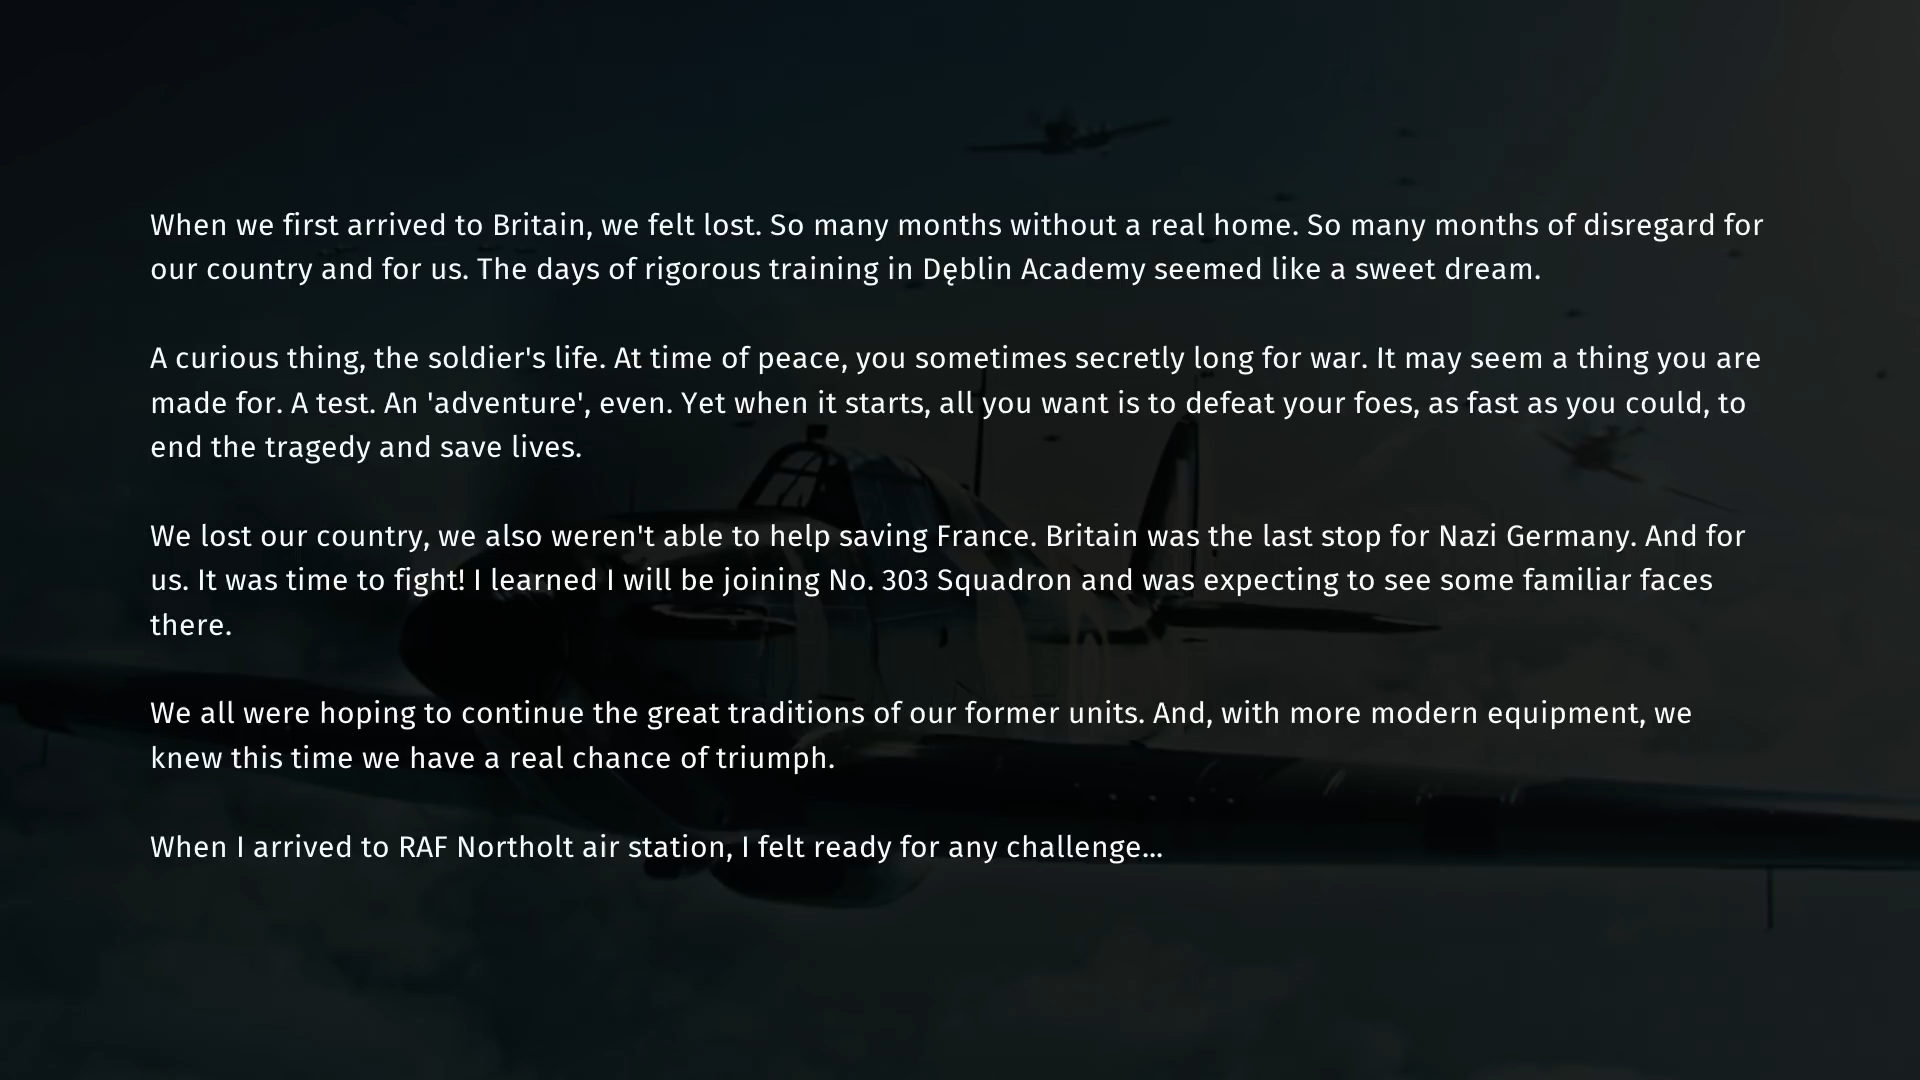 When we first arrived to Britain, we felt lost. So many months without a real home. So many months of disregard for
our country and for us. The days of rigorous training in Dęblin Academy seemed like a sweet dream.
A curious thing, the soldier's life. At time of peace, you sometimes secretly long for war. It may seem a thing you are
made for. A test. An 'adventure', even. Yet when it starts, all you want is to defeat your foes, as fast as you could, to
end the tragedy and save lives.
We lost our country, we also weren't able to help saving France. Britain was the last stop for Nazi Germany. And for
us. It was time to fight! I learned I will be joining No. 303 Squadron and was expecting to see some familiar faces
there.
We all were hoping to continue the great traditions of our former units. And, with more modern equipment, we
knew this time we have a real chance of triumph.
When I arrived to RAF Northolt air station, I felt ready for any challenge...